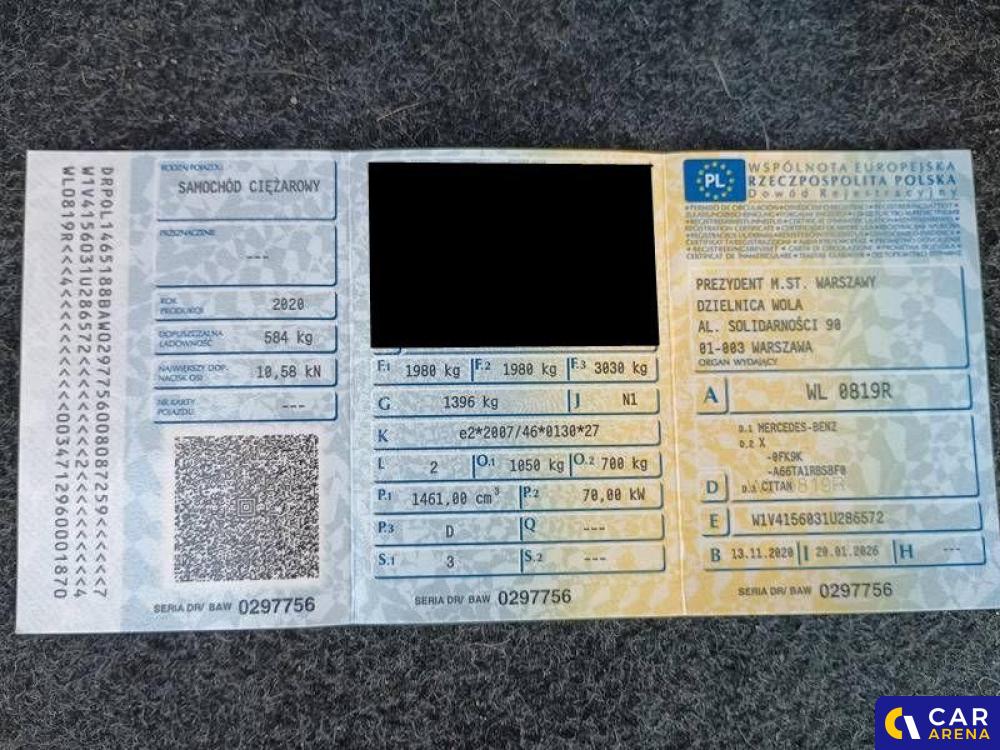 DRPOL1465188BAW02977560080872594<<<<<<7
W1V4156031U286572<<<<<<<<<<<2<<<<<<<<4
WL0819R<<<4<<<<<<<<<<<<0034712960001870
RODZAJ POJAZDU
SAMOCHÓD CIĘŻAROWY
PRZEZNACZENIE
---
ROK PRODUKCJI
2020
DOPUSZCZALNA ŁADOWNOŚĆ
584 kg
NAJWIĘKSZY DOP. NACISK OSI
10,58 kN
NR KARTY POJAZDU
---
SERIA DR/ BAW 0297756
F.1 1980 kg F.2 1980 kg F.3 3030 kg
G 1396 kg J N1
K e2*2007/46*0130*27
L 2 O.1 1050 kg O.2 700 kg
P.1 1461,00 cm³ P.2 70,00 kW
P.3 D Q ---
S.1 3 S.2 ---
SERIA DR/ BAW 0297756
PL
WSPÓLNOTA EUROPEJSKA
RZECZPOSPOLITA POLSKA
Dowód Rejestracyjny
PREZYDENT M.ST. WARSZAWY
DZIELNICA WOLA
AL. SOLIDARNOŚCI 90
01-003 WARSZAWA
ORGAN WYDAJĄCY
A WL 0819R
D.1 MERCEDES-BENZ
D.2 X
-0FK9K
-A66TA1RBSBF0
D D.3 CITAN
E W1V4156031U286572
B 13.11.2020 I 20.01.2026 H ---
SERIA DR/ BAW 0297756
CAR
ARENA